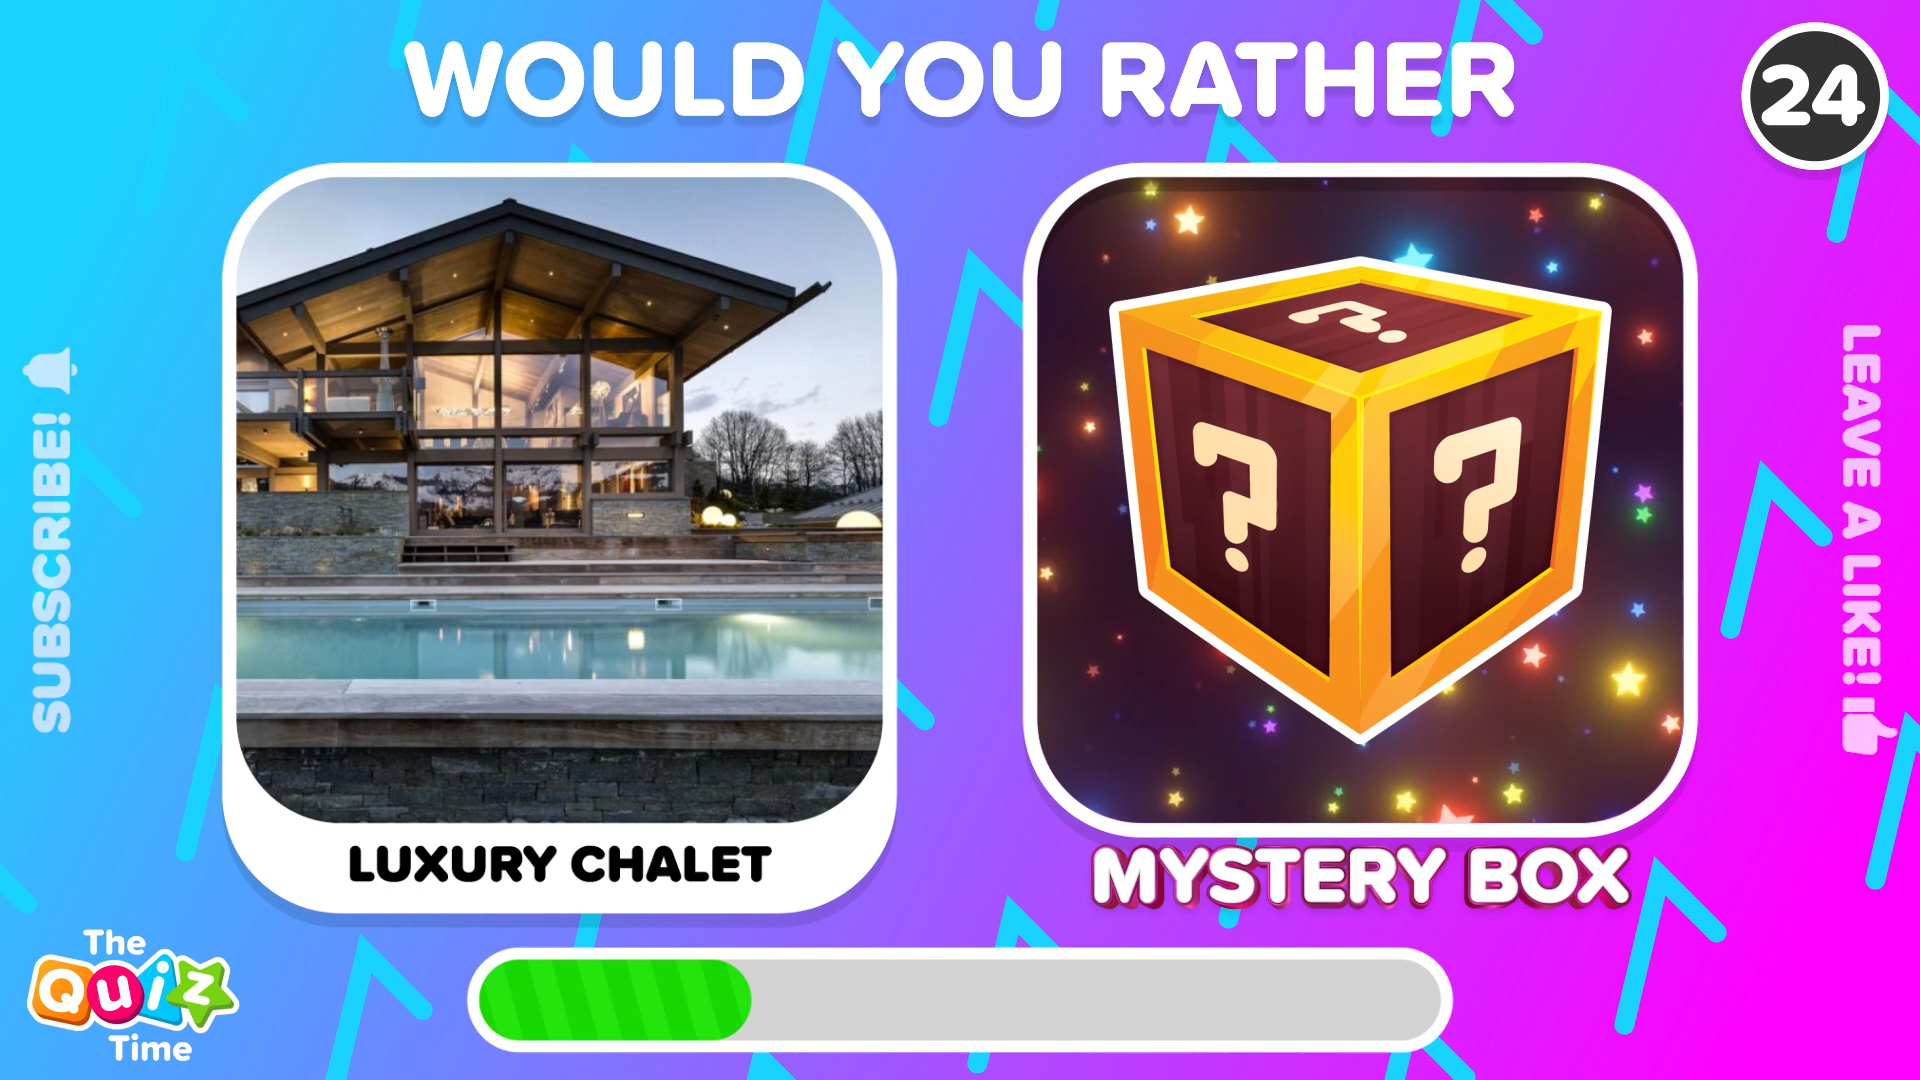 WOULD YOU RATHER
24
SUBSCRIBE!
LEAVE A LIKE!
? ? ?
LUXURY CHALET
MYSTERY BOX
The
Quiz
Time